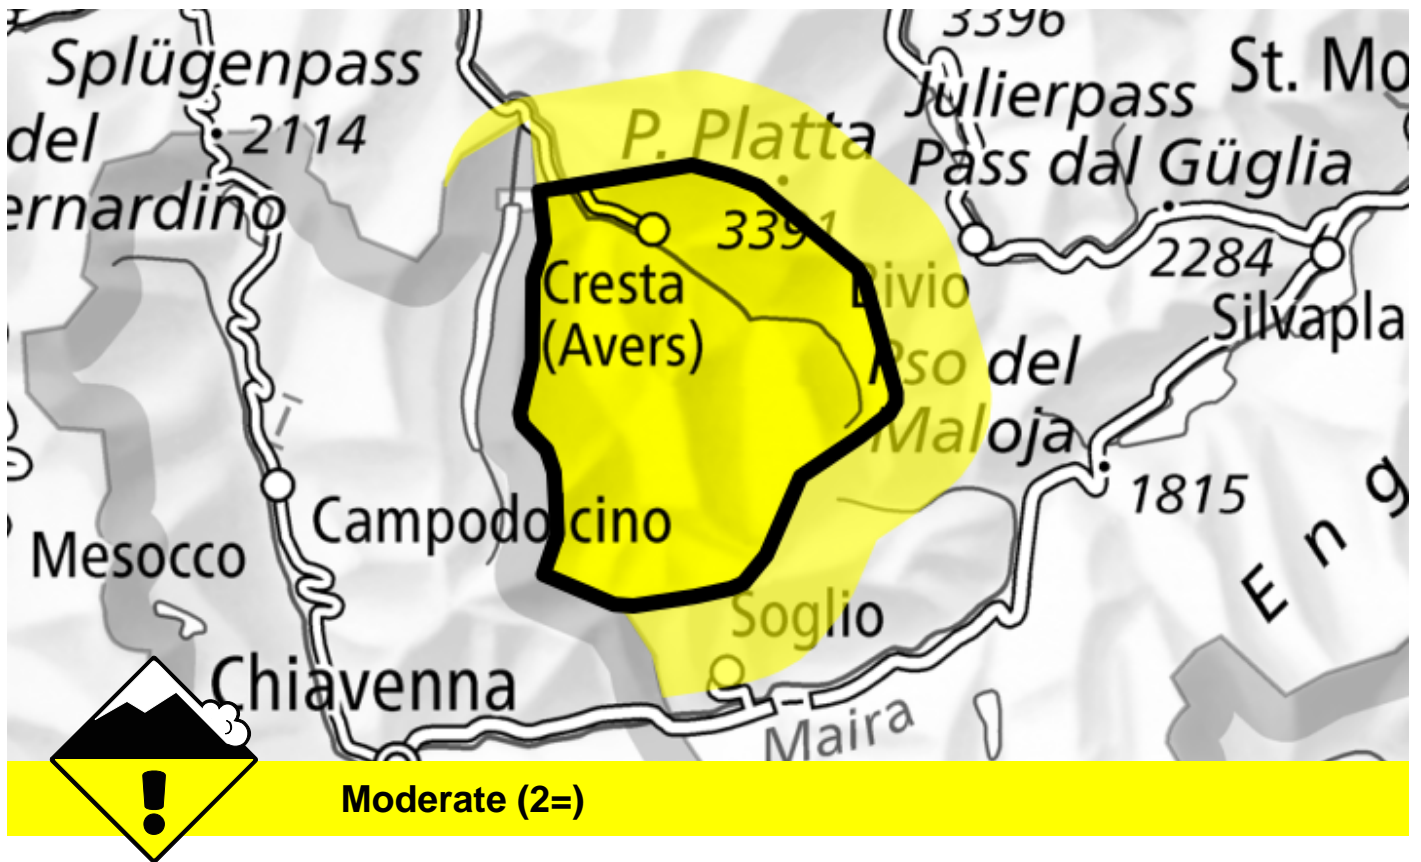 3396
Splügenpass
St. Mo
Julierpass
del
2114
P. Platta
Pass dal Güglia
ernardino
3391
2284
Cresta
(Avers)
Bivio
Silvapla
Pso del
Maloja
1815
Campodolcino
Mesocco
Eng
Soglio
Chiavenna
Maira
Moderate (2=)